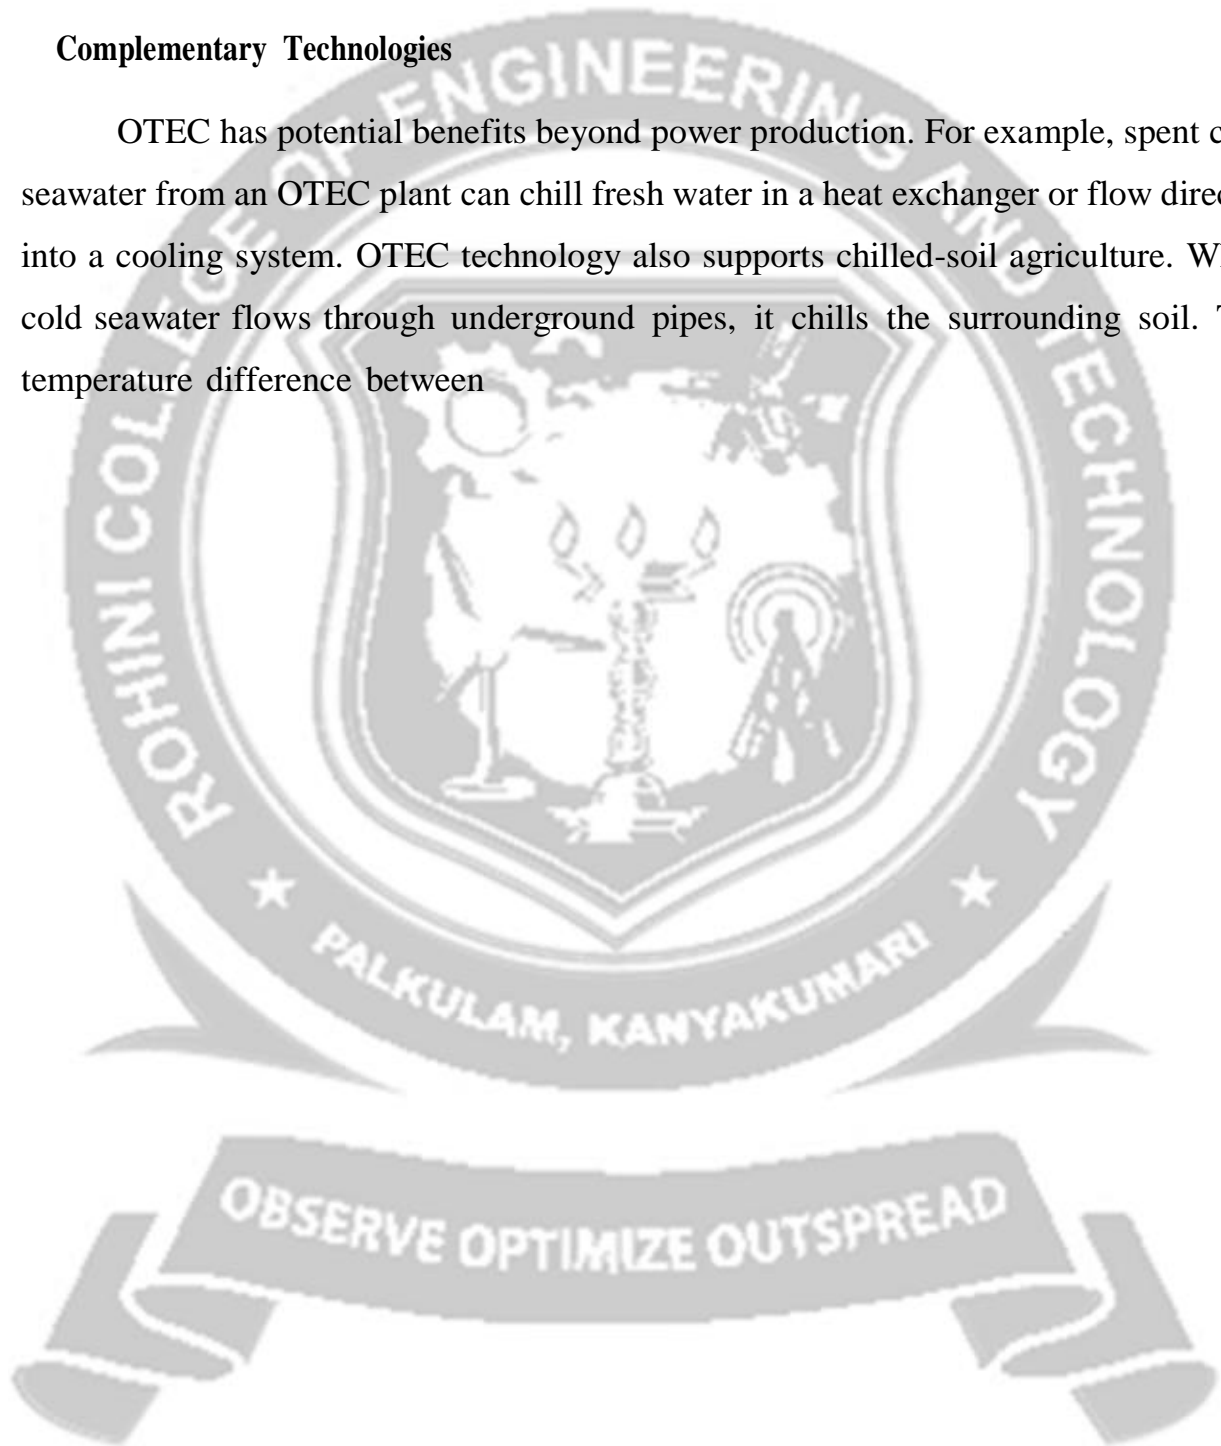 Complementary Technologies
OTEC has potential benefits beyond power production. For example, spent c
seawater from an OTEC plant can chill fresh water in a heat exchanger or flow direc
into a cooling system. OTEC technology also supports chilled-soil agriculture. W
cold seawater flows through underground pipes, it chills the surrounding soil. T
temperature difference between
ROHINI COLLEGE OF ENGINEERING AND TECHNOLOGY
PALKULAM, KANYAKUMARI
OBSERVE OPTIMIZE OUTSPREAD